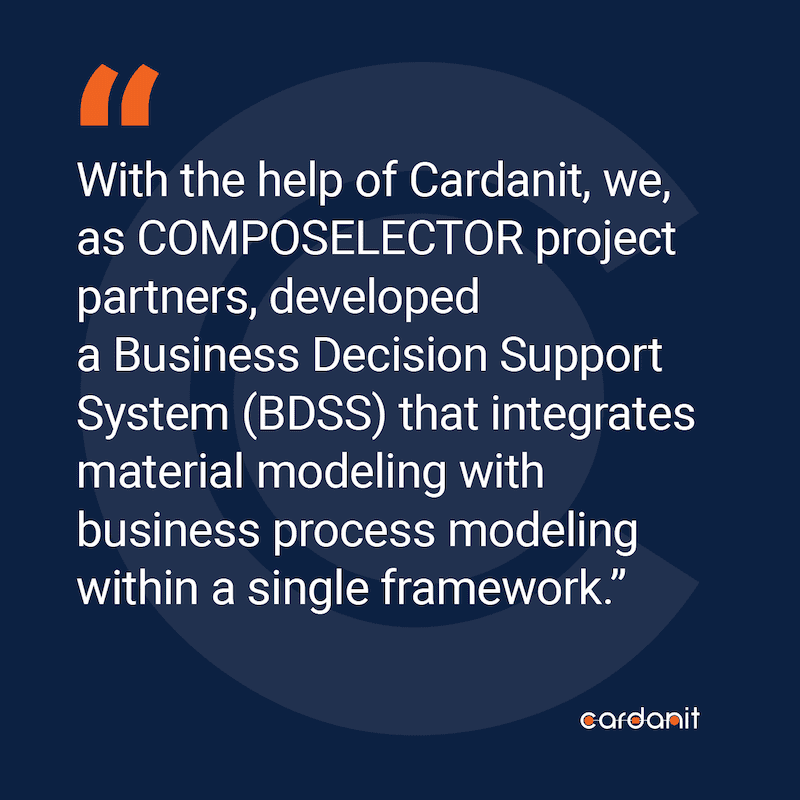 “
With the help of Cardanit, we,
as COMPOSELECTOR project
partners, developed
a Business Decision Support
System (BDSS) that integrates
material modeling with
business process modeling
within a single framework.”
cardanit